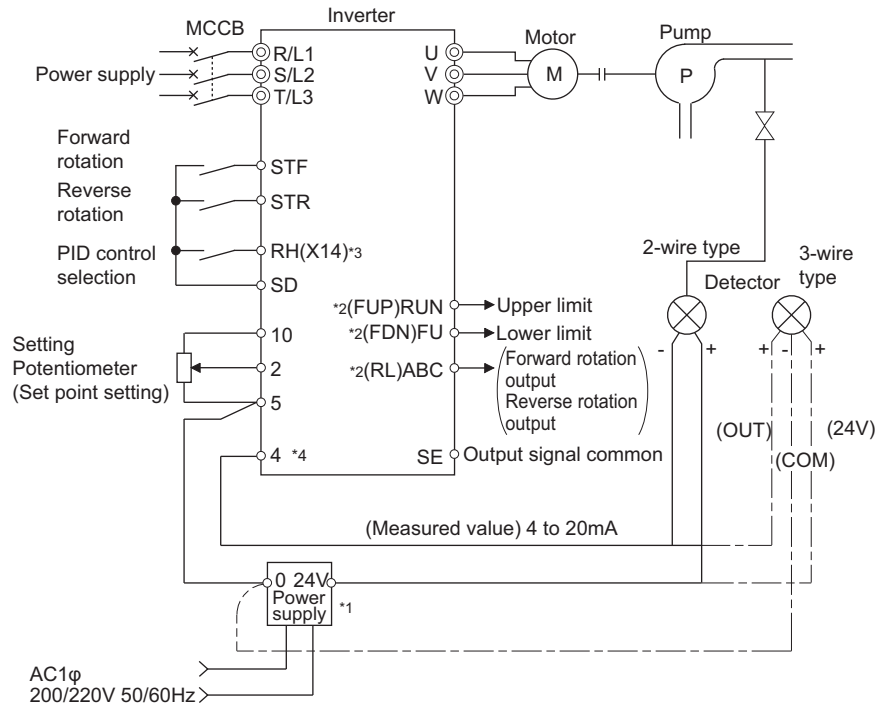 Inverter
MCCB
Motor
Pump
R/L1
S/L2
T/L3
Power supply
U
V
W
M
P
Forward
rotation
STF
Reverse
rotation
STR
PID control
selection
RH(X14)*3
SD
2-wire type
Detector
3-wire
type
*2(FUP)RUN
Upper limit
*2(FDN)FU
Lower limit
*2(RL)ABC
Forward rotation
output
Reverse rotation
output
Setting
Potentiometer
(Set point setting)
10
2
5
4 *4
SE
Output signal common
- +
+ - +
(OUT)
(24V)
(COM)
(Measured value) 4 to 20mA
0 24V
Power
supply
*1
AC1φ
200/220V 50/60Hz